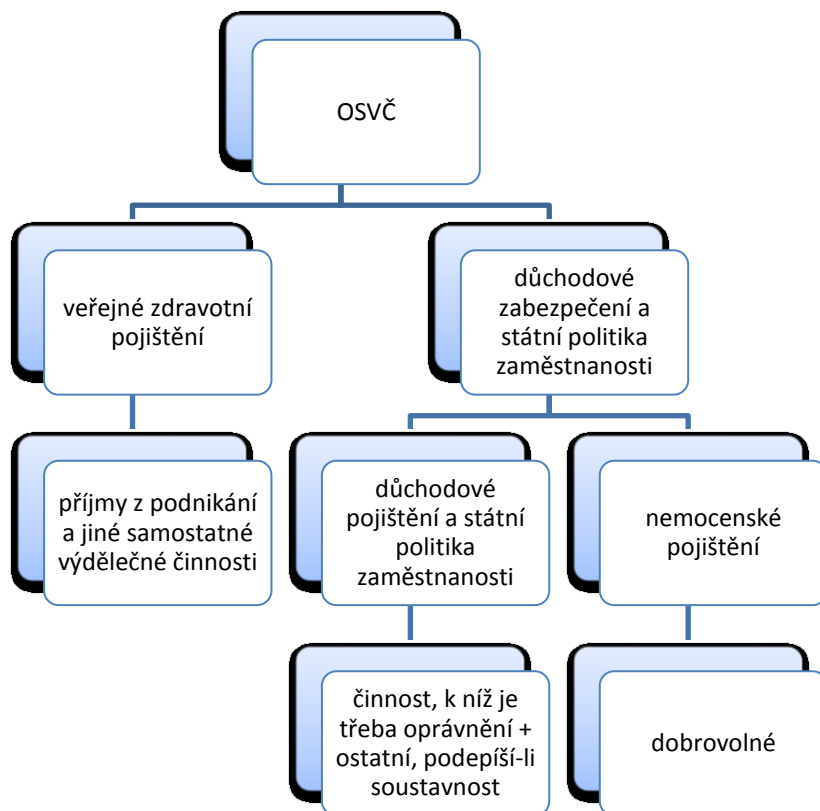 OSVČ
veřejné zdravotní
pojištění
důchodové
zabezpečení a
státní politika
zaměstnanosti
příjmy z podnikání
a jiné samostatné
výdělečné činnosti
důchodové
pojištění a státní
politika
zaměstnanosti
nemocenské
pojištění
činnost, k níž je
třeba oprávnění +
ostatní, podepíší-li
soustavnost
dobrovolné